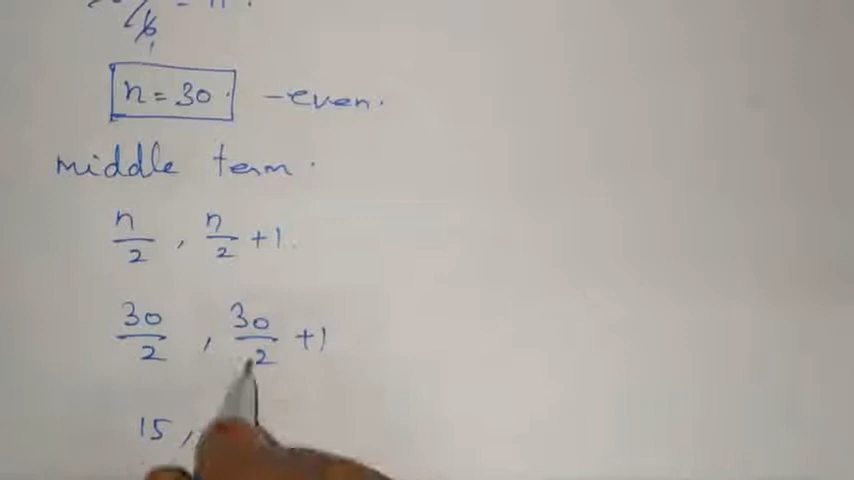 n = 30. - even.
middle term.
n/2 , n/2 + 1.
30/2 , 30/2 + 1
15 ,